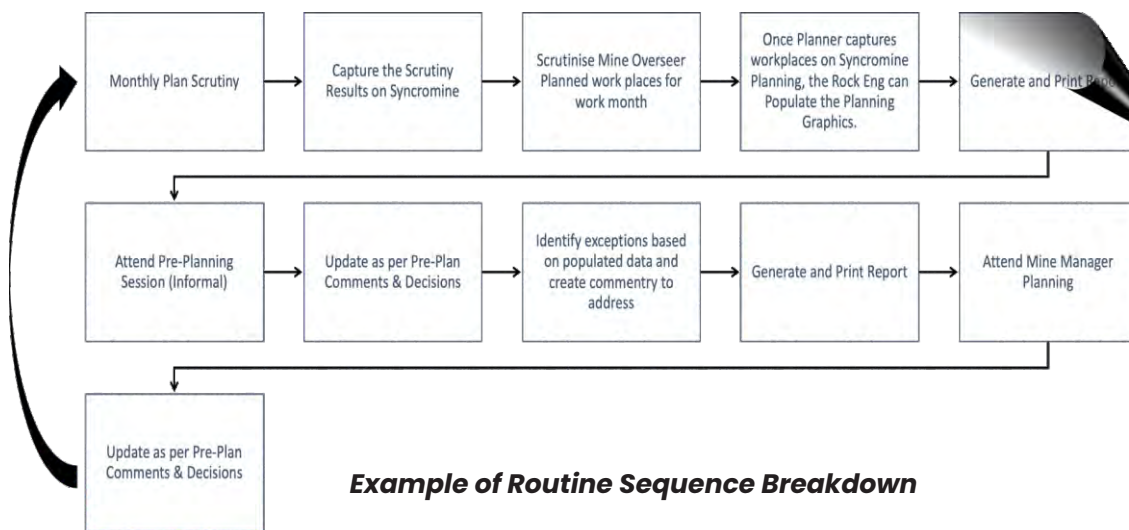 Monthly Plan Scrutiny
Capture the Scrutiny
Results on Syncromine
Scrutinise Mine Overseer
Planned work places for
work month
Once Planner captures
workplaces on Syncromine
Planning, the Rock Eng can
Populate the Planning
Graphics.
Generate and Print
Attend Pre-Planning
Session (Informal)
Update as per Pre-Plan
Comments & Decisions
Identify exceptions based
on populated data and
create commentry to
address
Generate and Print Report
Attend Mine Manager
Planning
Update as per Pre-Plan
Comments & Decisions
Example of Routine Sequence Breakdown